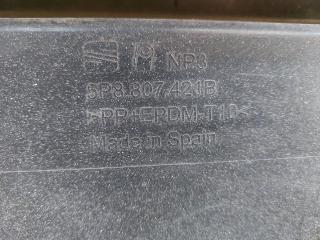 NP3
5P8.807.421B
>PP+EPDM-T10<
Made in Spain